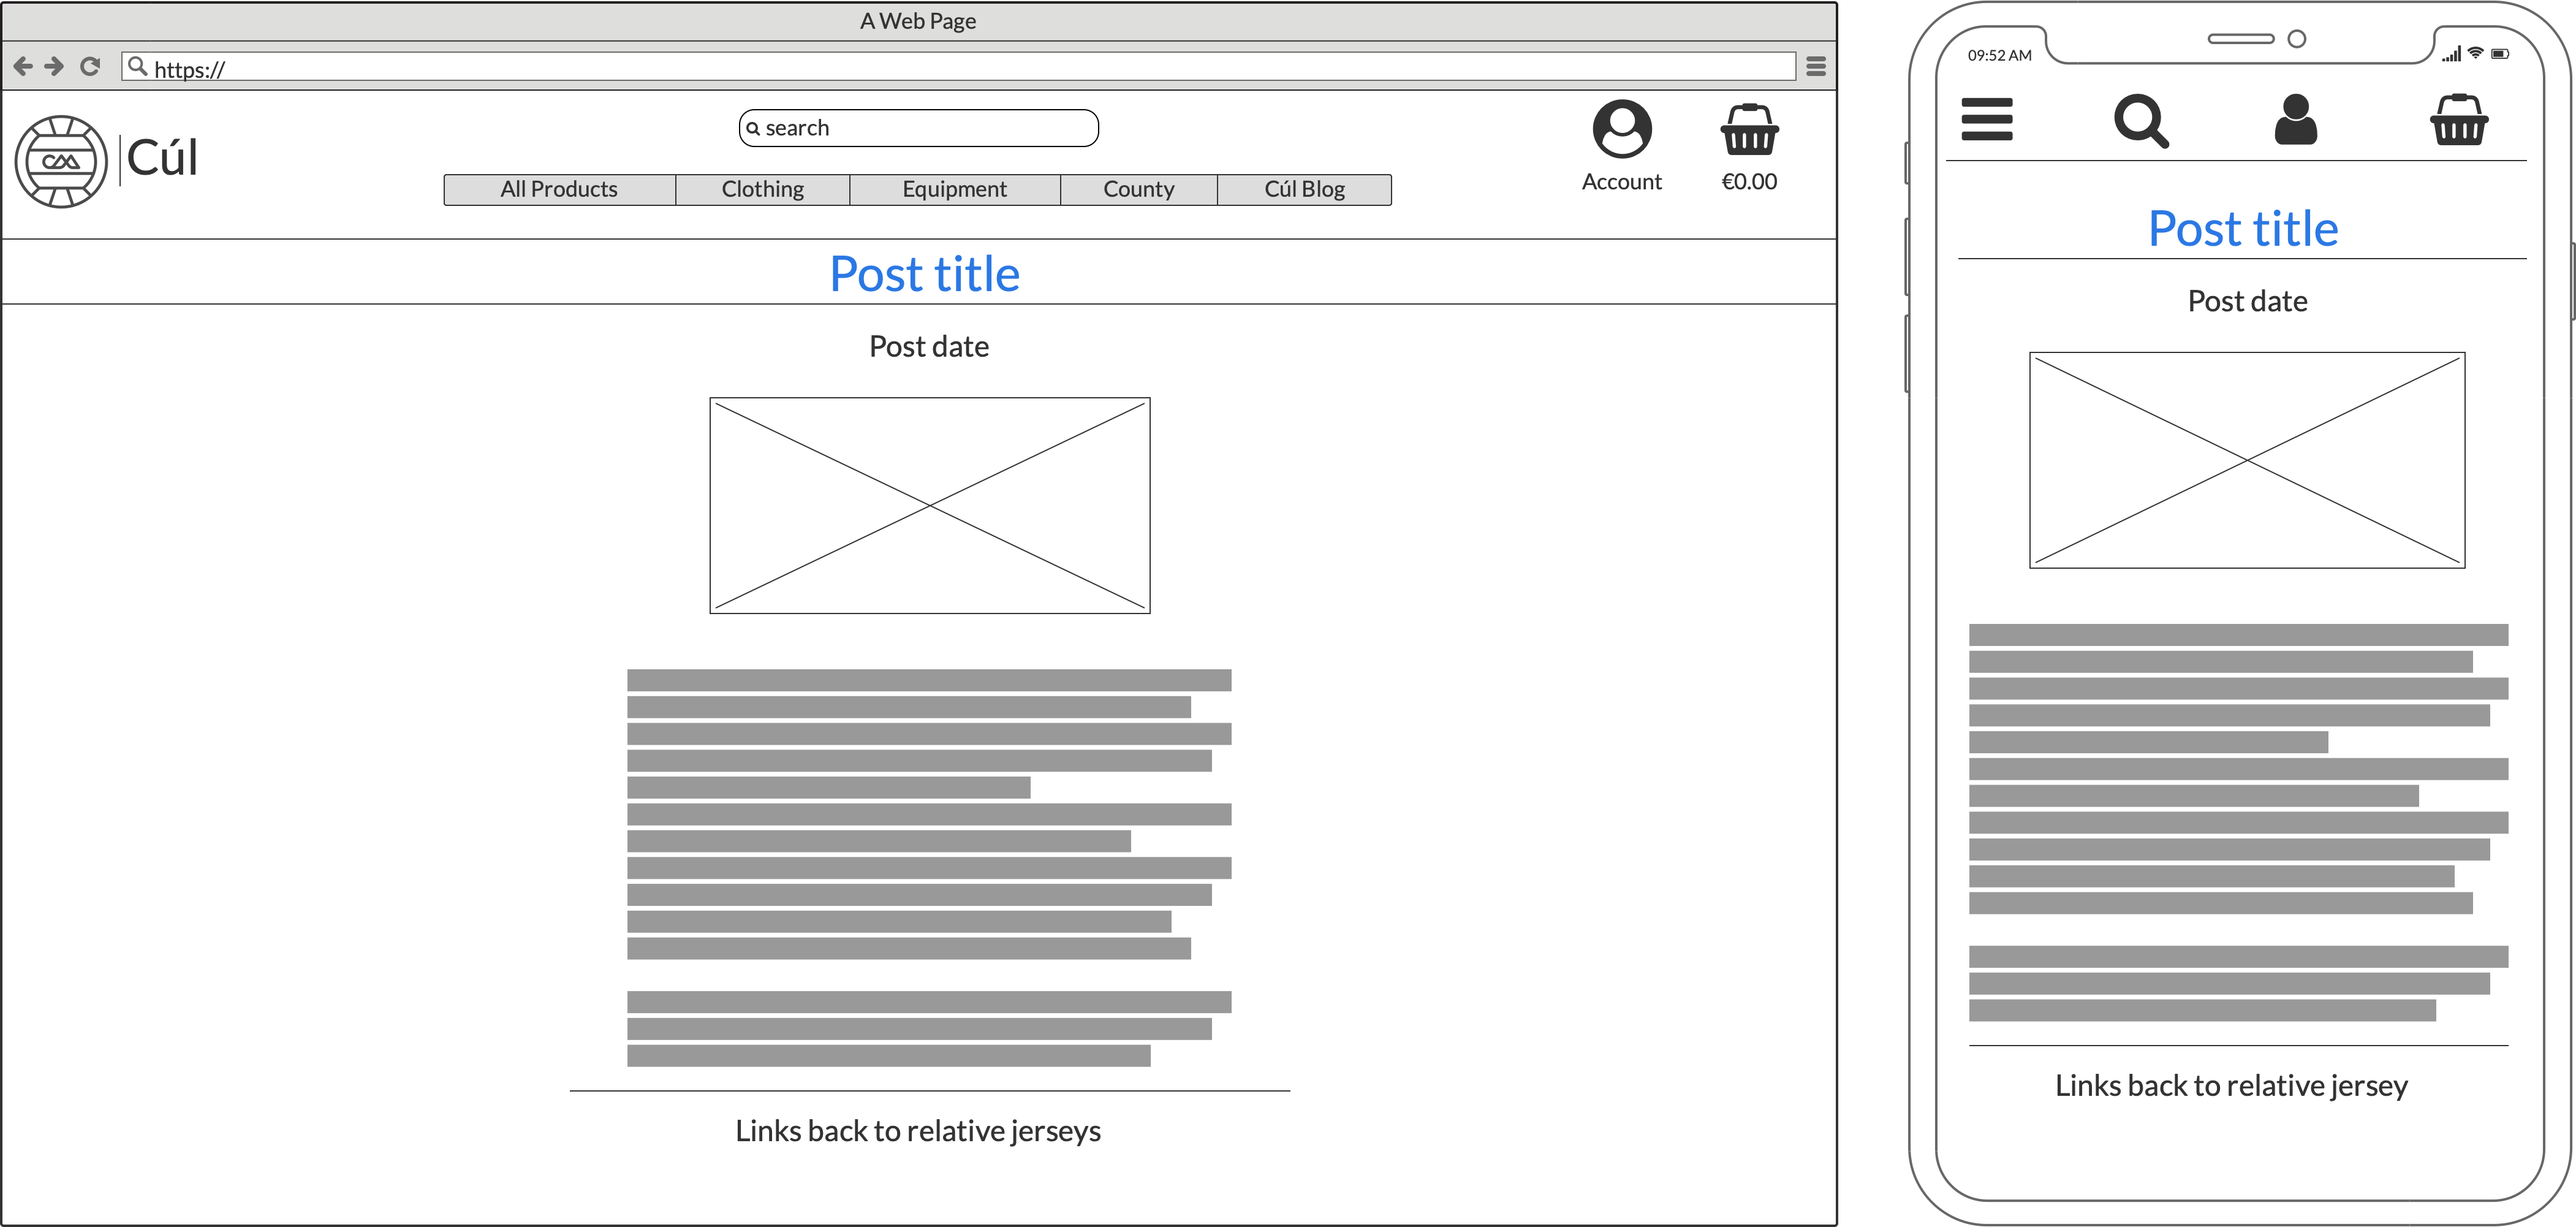 A Web Page
https://
Cúl
search
All Products Clothing Equipment County Cúl Blog
Account €0.00
Post title
Post date
Links back to relative jerseys
09:52 AM
Post title
Post date
Links back to relative jersey